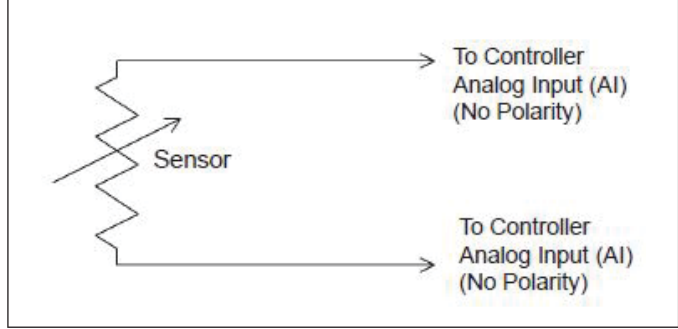 To Controller
Analog Input (AI)
(No Polarity)
Sensor
To Controller
Analog Input (AI)
(No Polarity)